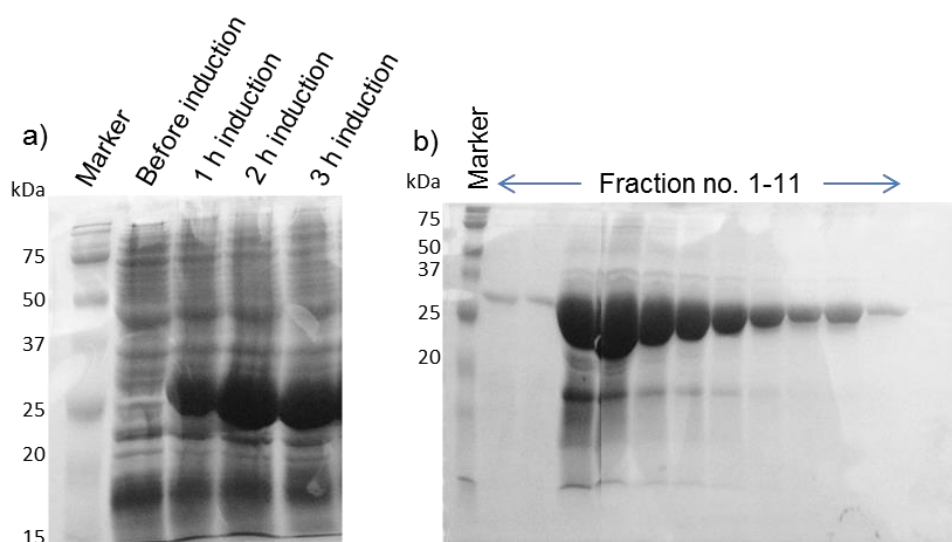 a)
Marker
Before induction
1 h induction
2 h induction
3 h induction
kDa
75
50
37
25
20
15
b)
Marker
Fraction no. 1-11
kDa
75
50
37
25
20